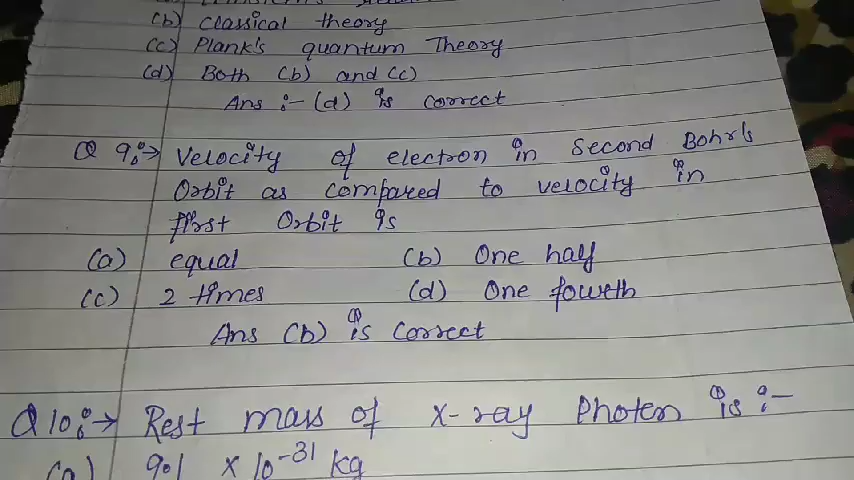 (b) Classical theory
(c) Plank's quantum Theory
(d) Both (b) and (c)
Ans :- (d) is correct
Q 9:→ Velocity of electron in Second Bohr's
Orbit as compared to velocity in
first Orbit is
(a) equal (b) One half
(c) 2 times (d) One foweth
Ans (b) is correct
Q 10:→ Rest mass of x-ray Photon is :-
(a) 9.1 × 10⁻³¹ kg